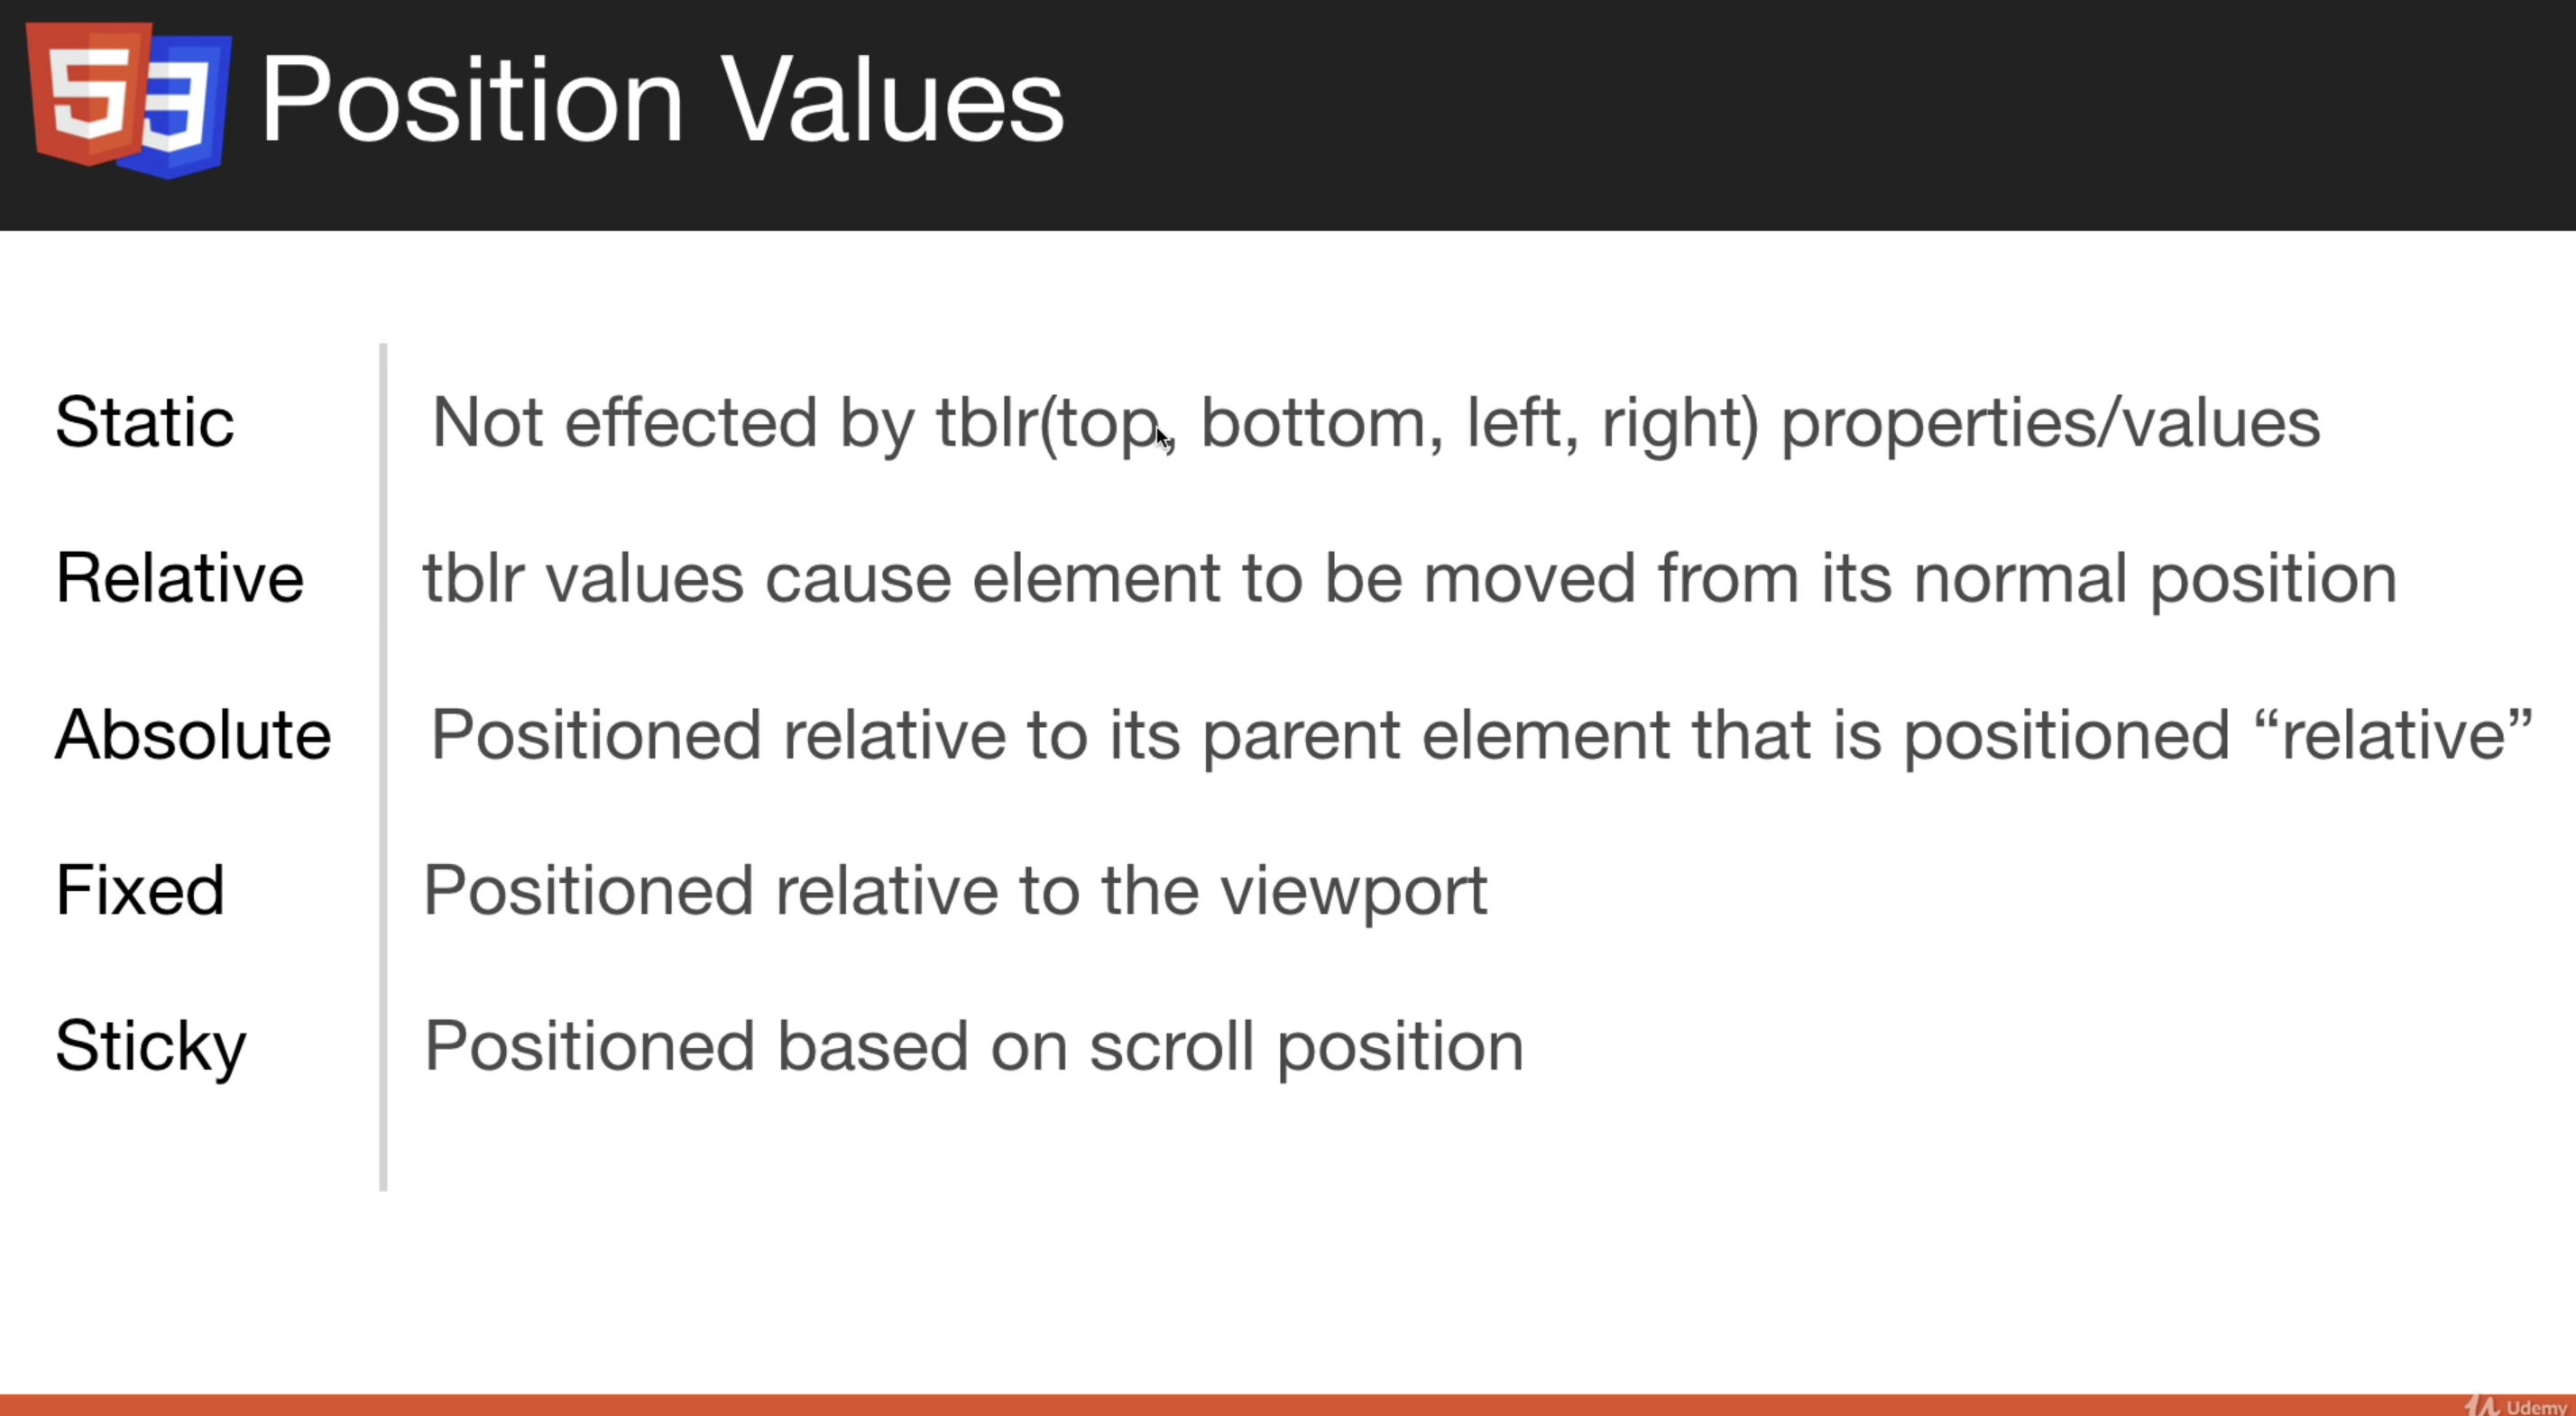 Position Values
Static Not effected by tblr(top, bottom, left, right) properties/values
Relative tblr values cause element to be moved from its normal position
Absolute Positioned relative to its parent element that is positioned “relative”
Fixed Positioned relative to the viewport
Sticky Positioned based on scroll position
Udemy